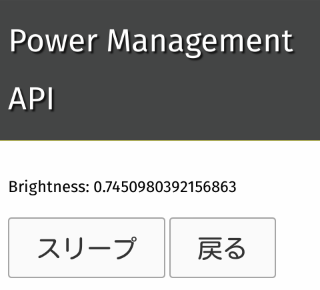 Power Management
API
Brightness: 0.7450980392156863
スリープ 戻る